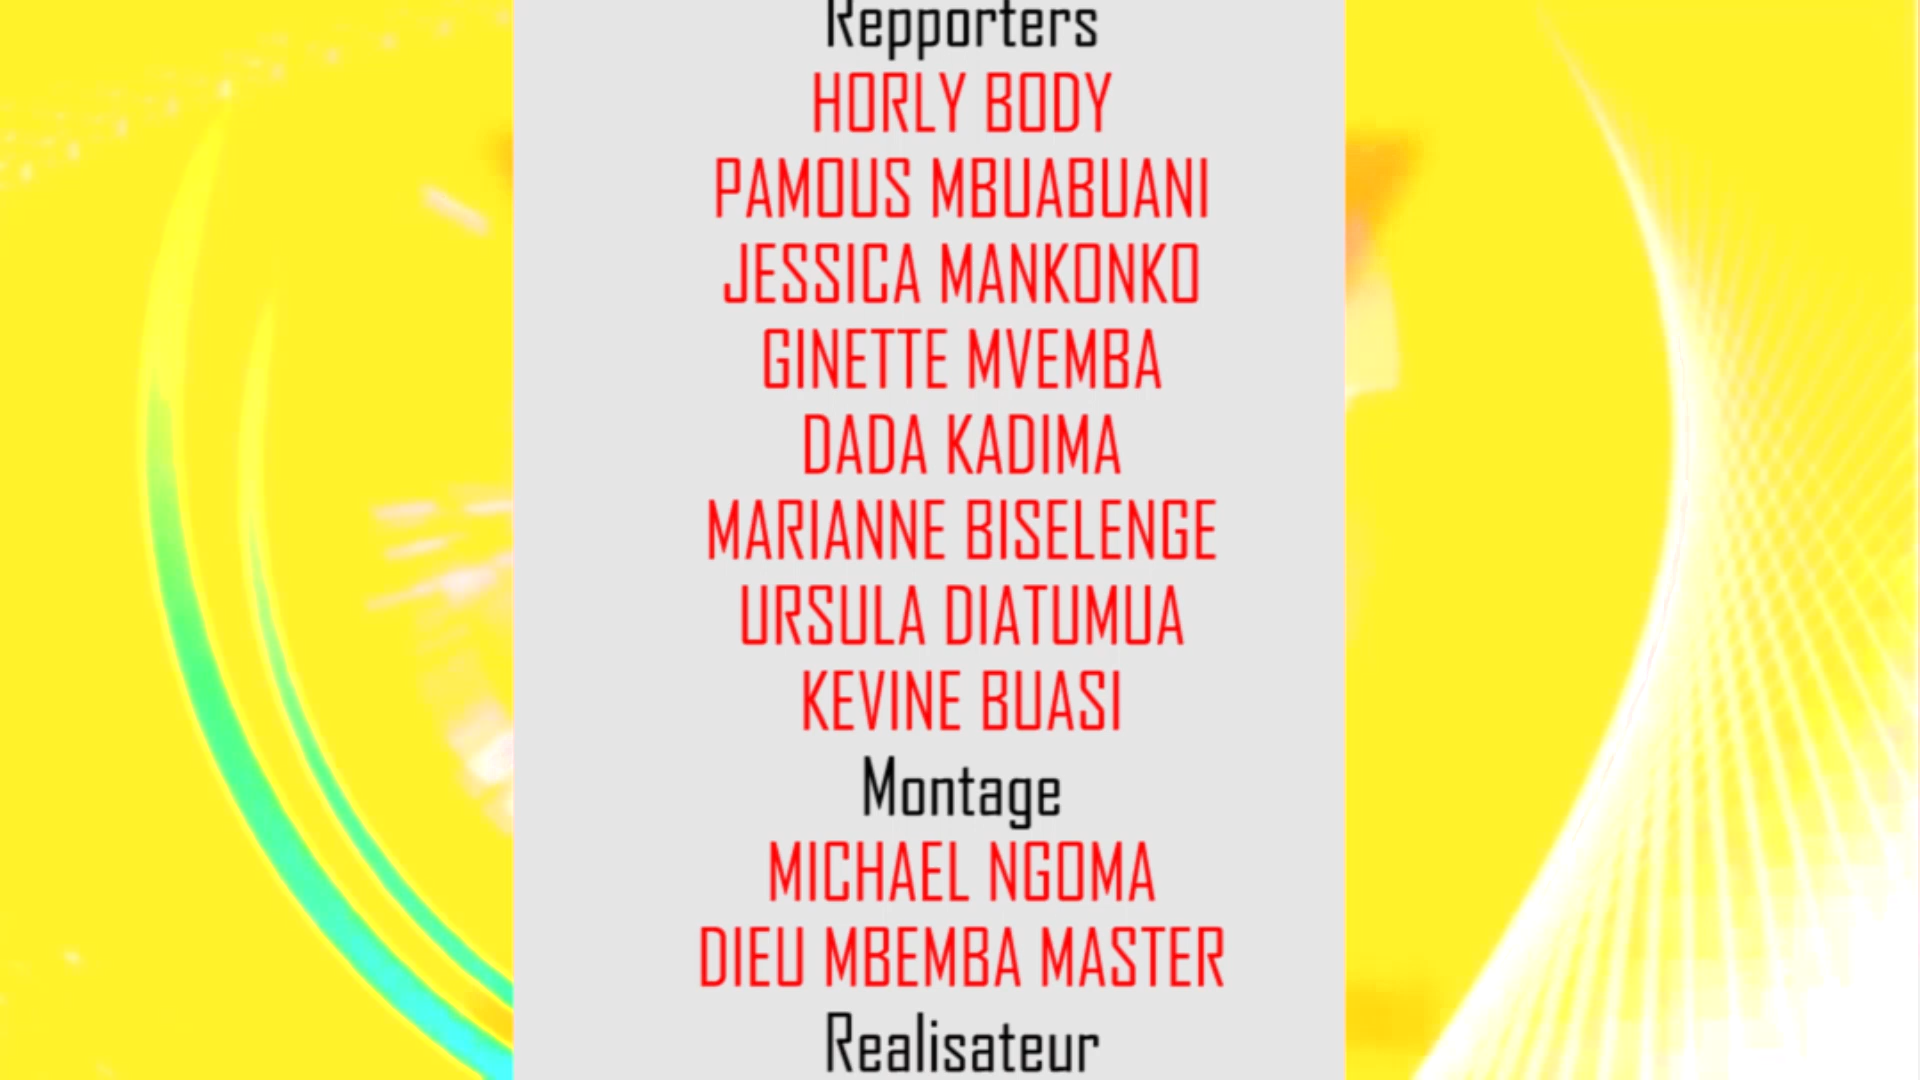 Repporters
HORLY BODY
PAMOUS MBUABUANI
JESSICA MANKONKO
GINETTE MVEMBA
DADA KADIMA
MARIANNE BISELENGE
URSULA DIATUMUA
KEVINE BUASI
Montage
MICHAEL NGOMA
DIEU MBEMBA MASTER
Realisateur